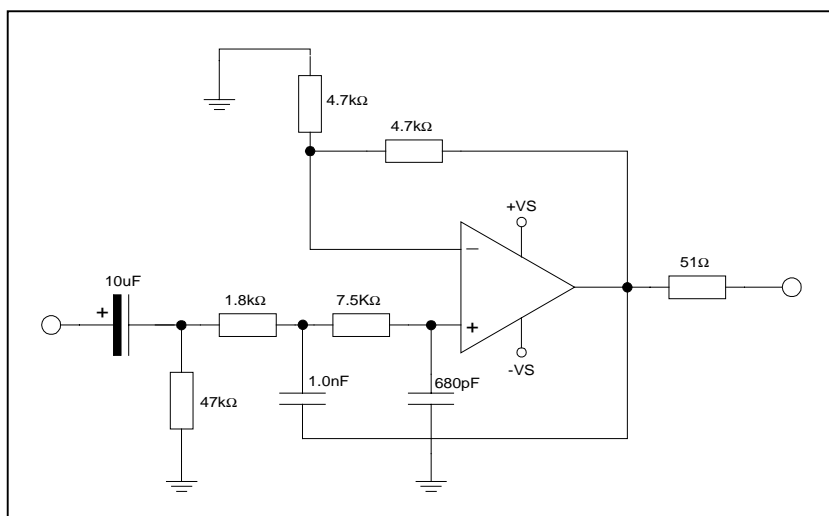 4.7kΩ
4.7kΩ
+VS
−
51Ω
10uF
+
1.8kΩ
7.5KΩ
+
-VS
1.0nF
680pF
47kΩ